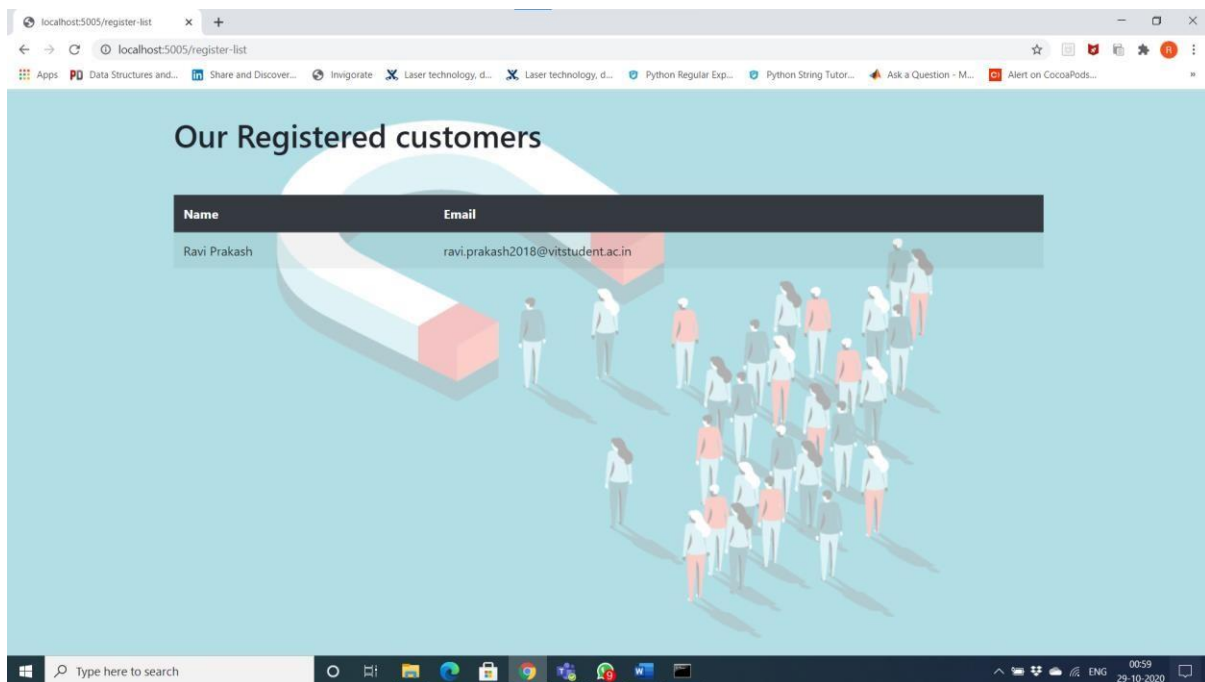 localhost:5005/register-list
localhost:5005/register-list
R
Apps PD Data Structures and... in Share and Discover... Invigorate Laser technology, d... Laser technology, d... Python Regular Exp... Python String Tutor... Ask a Question - M... Alert on CocoaPods... »
Our Registered customers
Name Email
Ravi Prakash ravi.prakash2018@vitstudent.ac.in
Type here to search
ENG
00:59
29-10-2020